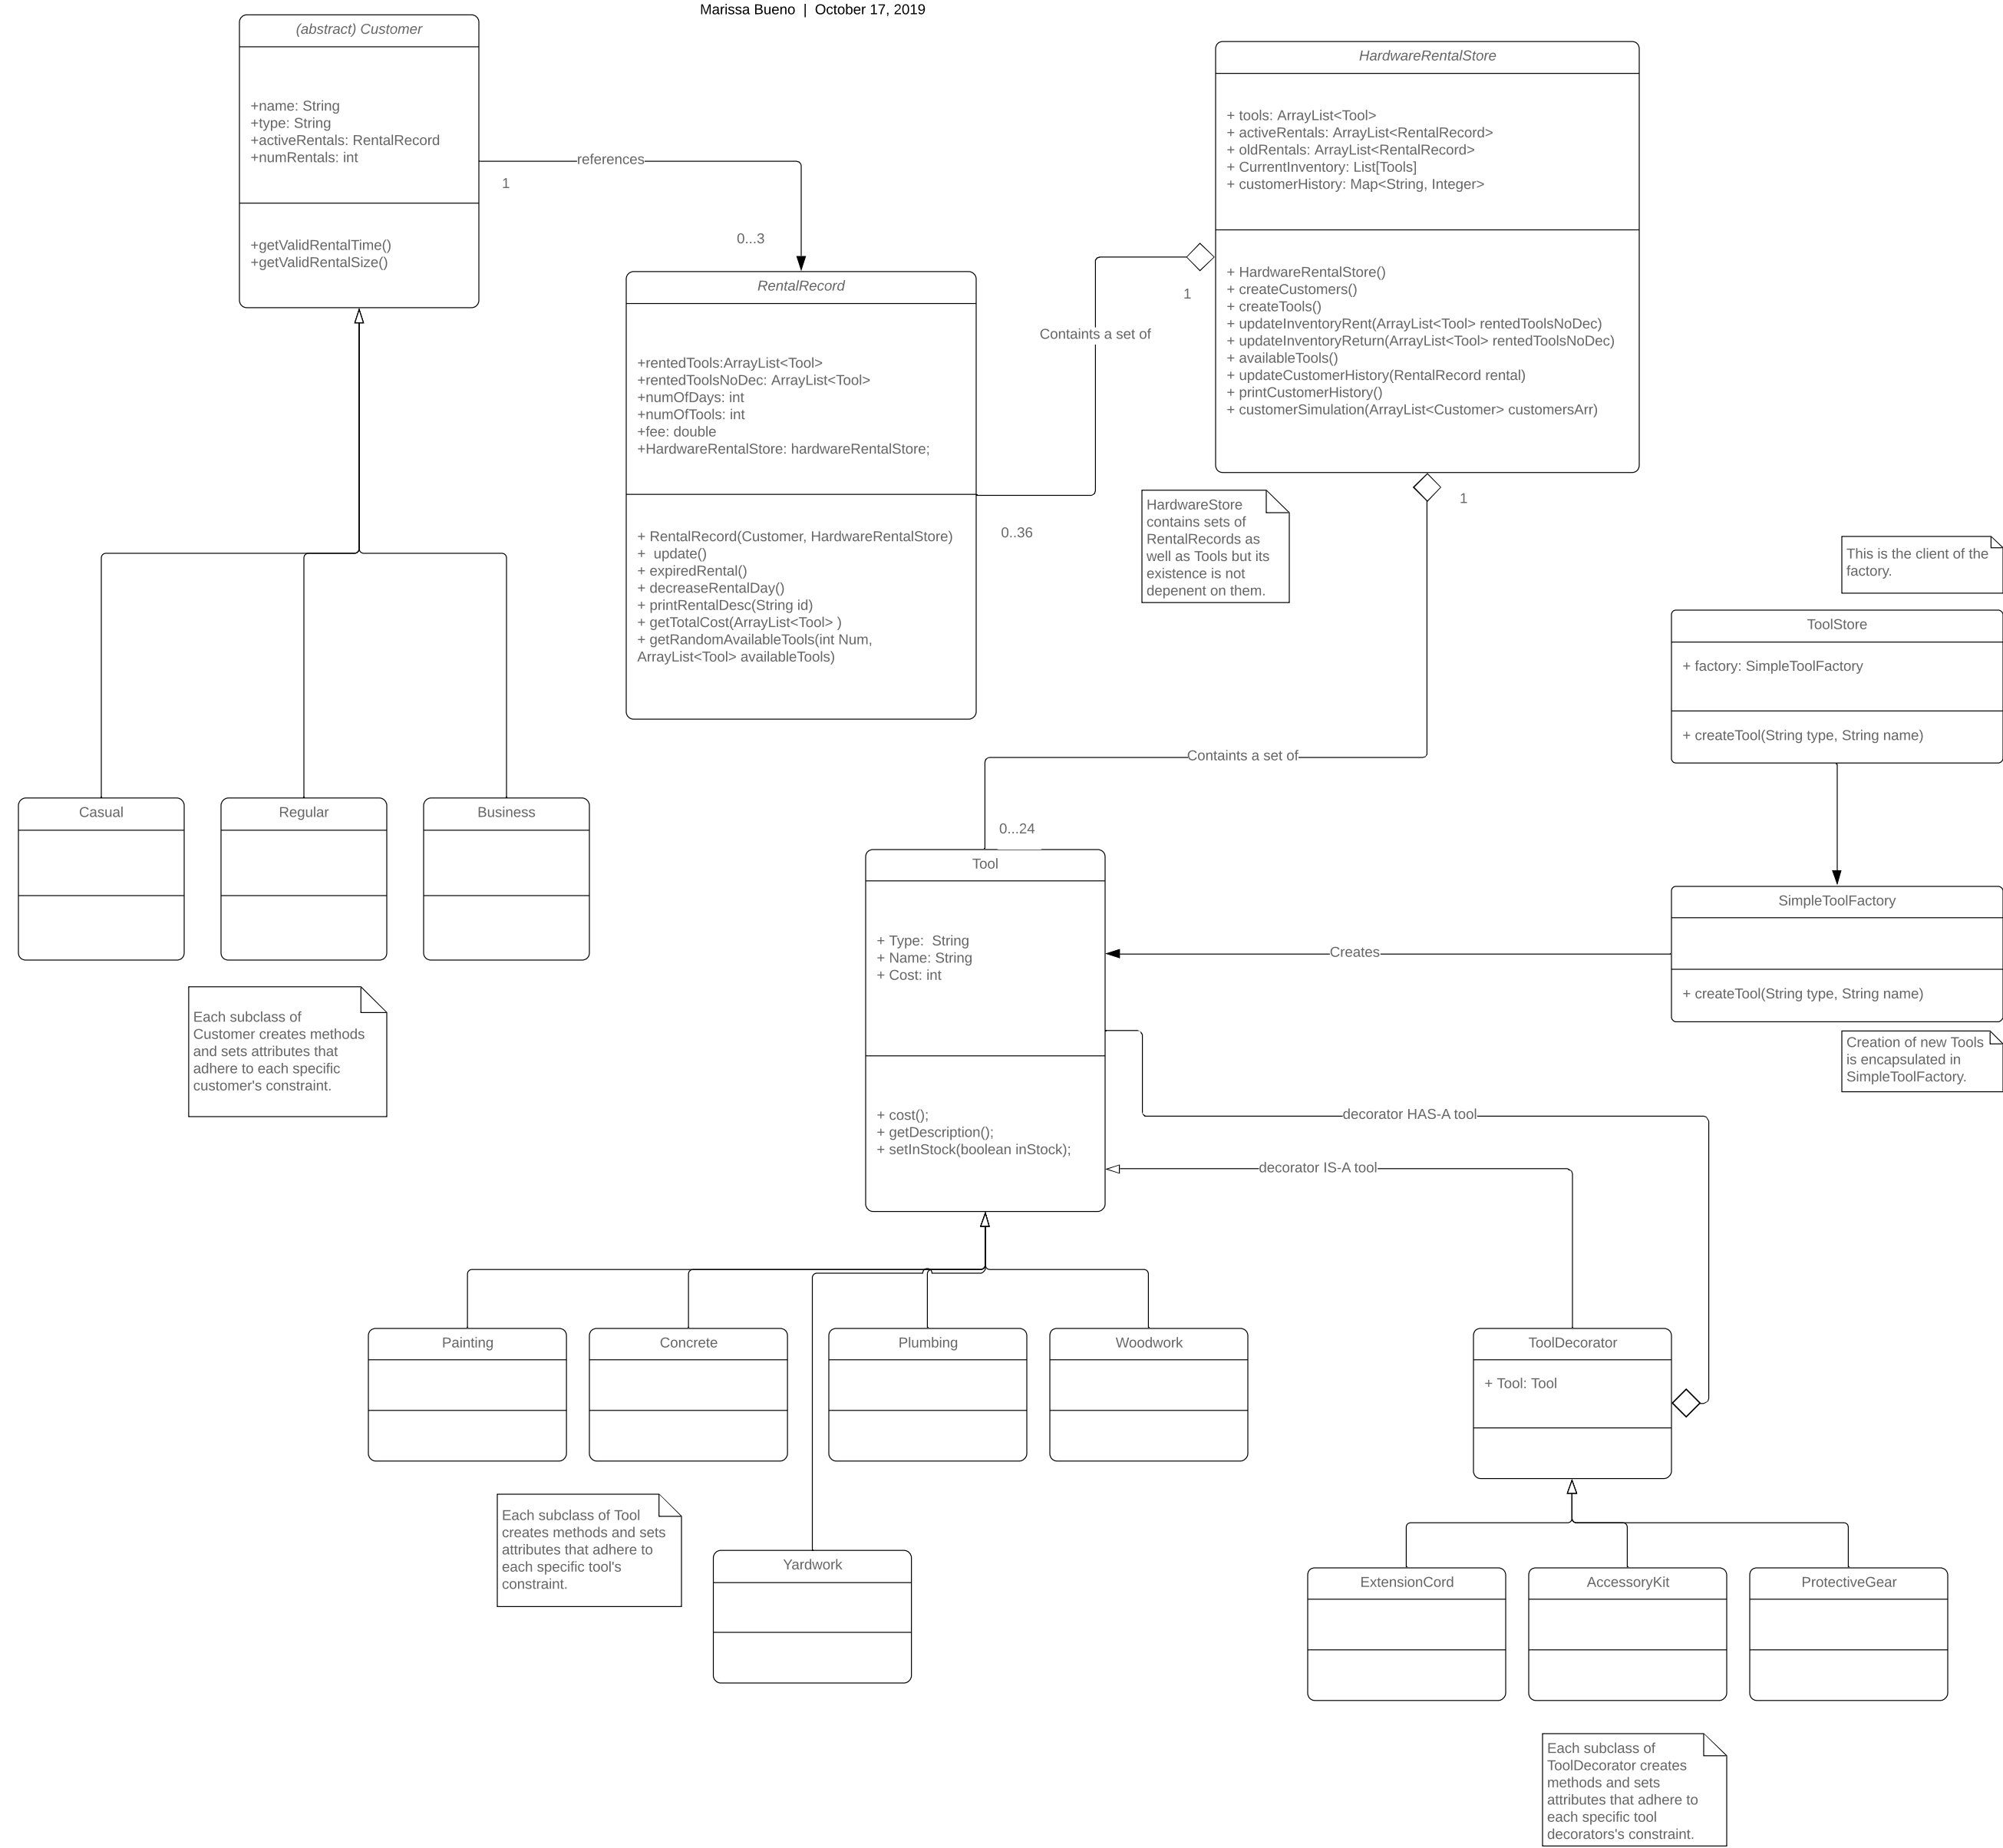 Marissa Bueno | October 17, 2019
(abstract) Customer
+name: String
+type: String
+activeRentals: RentalRecord
+numRentals: int
+getValidRentalTime()
+getValidRentalSize()
references
1
0...3
RentalRecord
+rentedTools:ArrayList<Tool>
+rentedToolsNoDec: ArrayList<Tool>
+numOfDays: int
+numOfTools: int
+fee: double
+HardwareRentalStore: hardwareRentalStore;
+ RentalRecord(Customer, HardwareRentalStore)
+  update()
+ expiredRental()
+ decreaseRentalDay()
+ printRentalDesc(String id)
+ getTotalCost(ArrayList<Tool> )
+ getRandomAvailableTools(int Num,
ArrayList<Tool> availableTools)
HardwareRentalStore
+ tools: ArrayList<Tool>
+ activeRentals: ArrayList<RentalRecord>
+ oldRentals: ArrayList<RentalRecord>
+ CurrentInventory: List[Tools]
+ customerHistory: Map<String, Integer>
+ HardwareRentalStore()
+ createCustomers()
+ createTools()
+ updateInventoryRent(ArrayList<Tool> rentedToolsNoDec)
+ updateInventoryReturn(ArrayList<Tool> rentedToolsNoDec)
+ availableTools()
+ updateCustomerHistory(RentalRecord rental)
+ printCustomerHistory()
+ customerSimulation(ArrayList<Customer> customersArr)
1
Containts a set of
0..36
1
HardwareStore
contains sets of
RentalRecords as
well as Tools but its
existence is not
depenent on them.
This is the client of the
factory.
ToolStore
+ factory: SimpleToolFactory
+ createTool(String type, String name)
Containts a set of
0...24
Casual
Regular
Business
Each subclass of
Customer creates methods
and sets attributes that
adhere to each specific
customer's constraint.
Tool
+ Type:  String
+ Name: String
+ Cost: int
+ cost();
+ getDescription();
+ setInStock(boolean inStock);
Creates
SimpleToolFactory
+ createTool(String type, String name)
Creation of new Tools
is encapsulated in
SimpleToolFactory.
decorator HAS-A tool
decorator IS-A tool
Painting
Concrete
Plumbing
Woodwork
ToolDecorator
+ Tool: Tool
Each subclass of Tool
creates methods and sets
attributes that adhere to
each specific tool's
constraint.
Yardwork
ExtensionCord
AccessoryKit
ProtectiveGear
Each subclass of
ToolDecorator creates
methods and sets
attributes that adhere to
each specific tool
decorators's constraint.